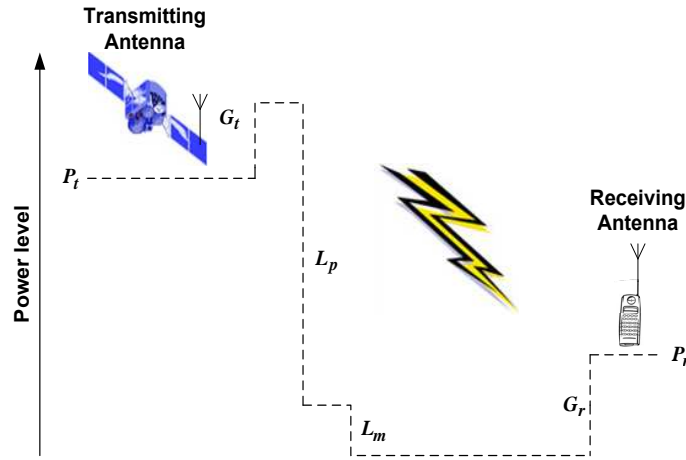 Transmitting
Antenna
G_t
P_t
Receiving
Antenna
L_p
Power level
P_r
G_r
L_m